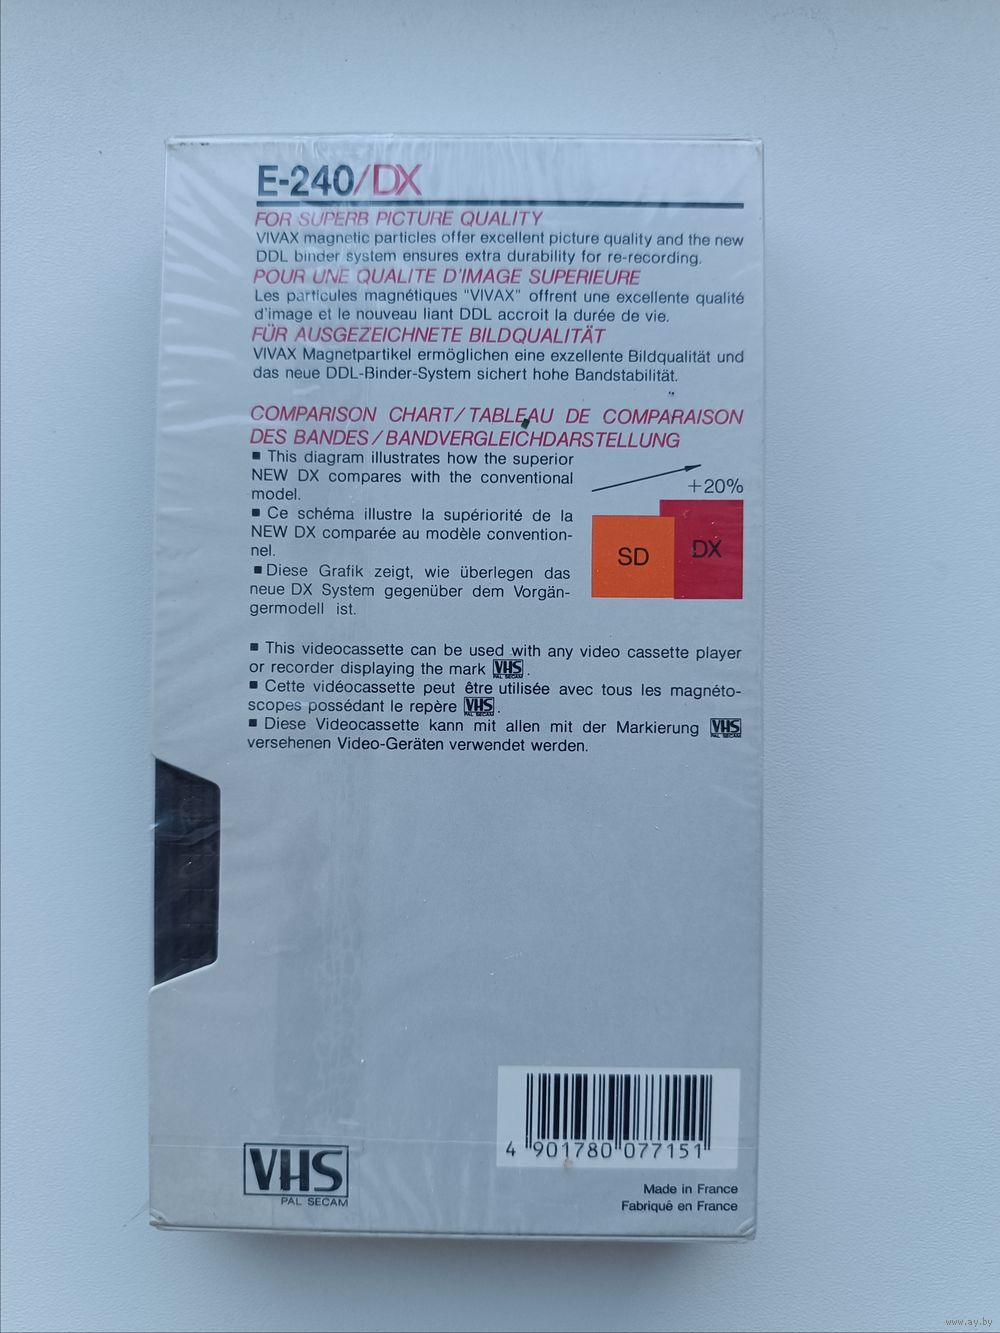 E-240/DX
FOR SUPERB PICTURE QUALITY
VIVAX magnetic particles offer excellent picture quality and the new
DDL binder system ensures extra durability for re-recording.
POUR UNE QUALITE D'IMAGE SUPERIEURE
Les particules magnétiques "VIVAX" offrent une excellente qualité
d'image et le nouveau liant DDL accroit la durée de vie.
FÜR AUSGEZEICHNETE BILDQUALITÄT
VIVAX Magnetpartikel ermöglichen eine exzellente Bildqualität und
das neue DDL-Binder-System sichert hohe Bandstabilität.
COMPARISON CHART/TABLEAU DE COMPARAISON
DES BANDES/BANDVERGLEICHDARSTELLUNG
■ This diagram illustrates how the superior
NEW DX compares with the conventional
model.
■ Ce schéma illustre la supériorité de la
NEW DX comparée au modèle convention-
nel.
■ Diese Grafik zeigt, wie überlegen das
neue DX System gegenüber dem Vorgän-
germodell ist.
+20%
SD
DX
■ This videocassette can be used with any video cassette player
or recorder displaying the mark VHS PAL SECAM.
■ Cette vidéocassette peut être utilisée avec tous les magnéto-
scopes possédant le repère VHS PAL SECAM.
■ Diese Videocassette kann mit allen mit der Markierung VHS PAL SECAM
versehenen Video-Geräten verwendet werden.
4 901780 077151
VHS
PAL SECAM
Made in France
Fabriqué en France
www.ay.by